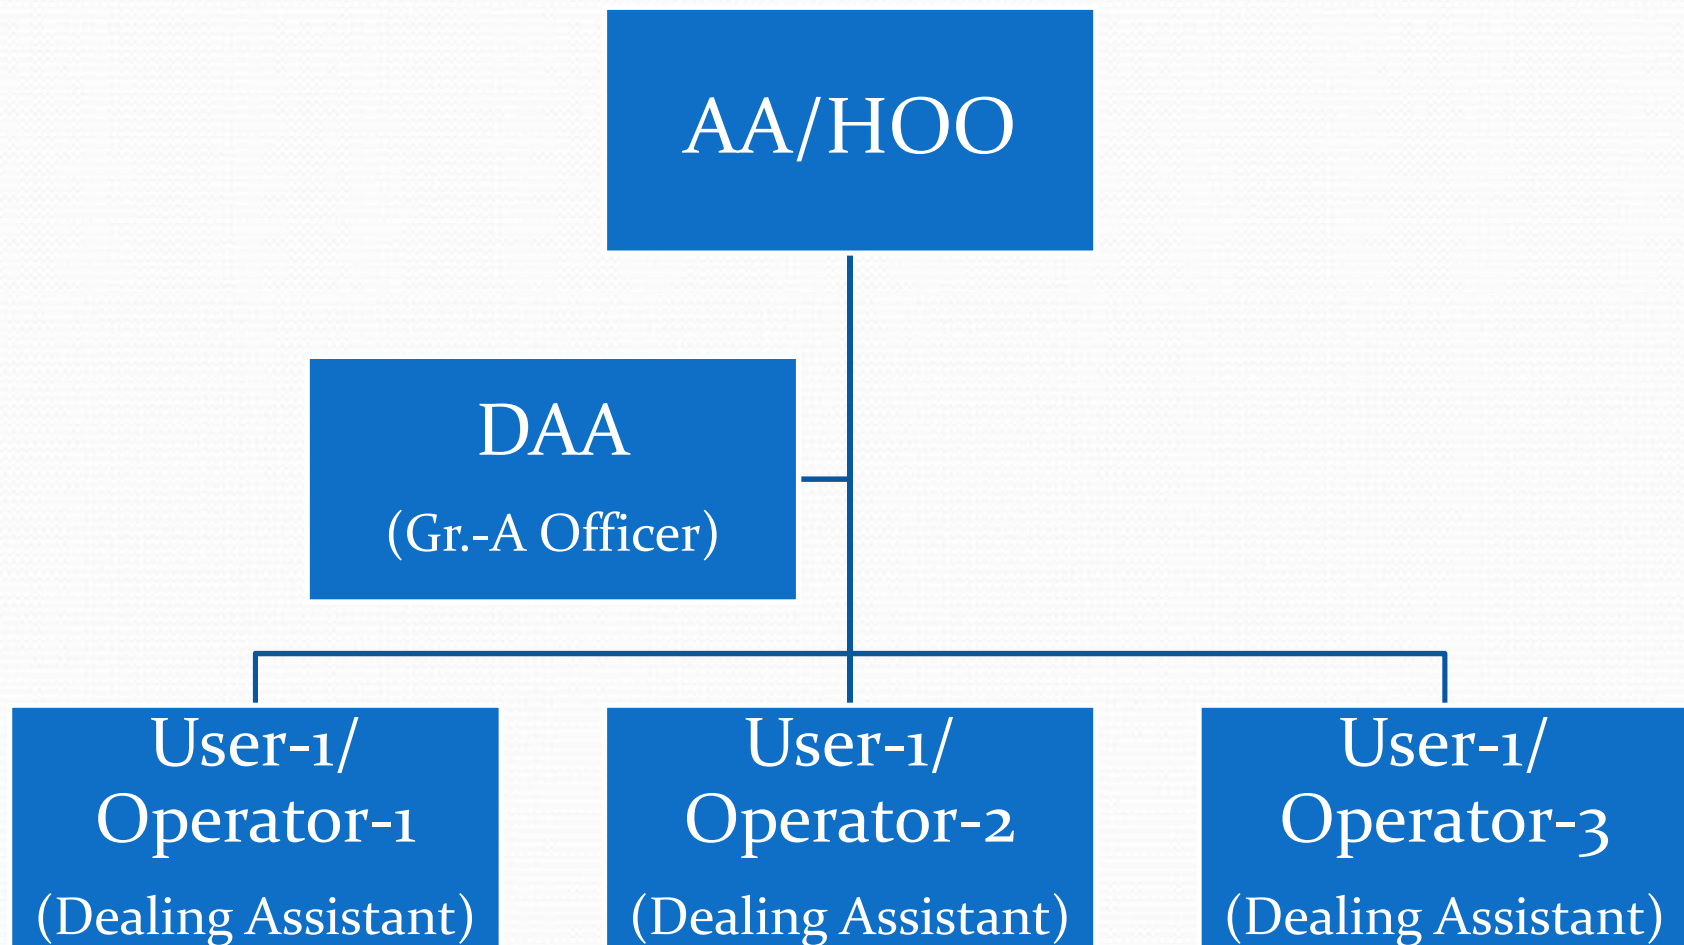 AA/HOO
DAA
(Gr.-A Officer)
User-1/
Operator-1
(Dealing Assistant)
User-1/
Operator-2
(Dealing Assistant)
User-1/
Operator-3
(Dealing Assistant)